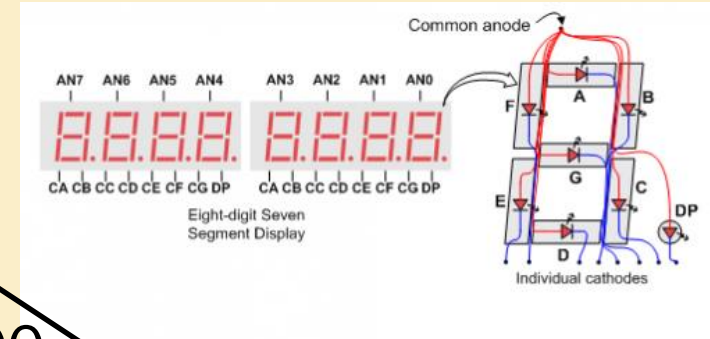 Common anode
AN7 AN6 AN5 AN4 AN3 AN2 AN1 AN0
A
F
B
G
E
C
D
DP
CA CB CC CD CE CF CG DP CA CB CC CD CE CF CG DP
Eight-digit Seven
Segment Display
Individual cathodes